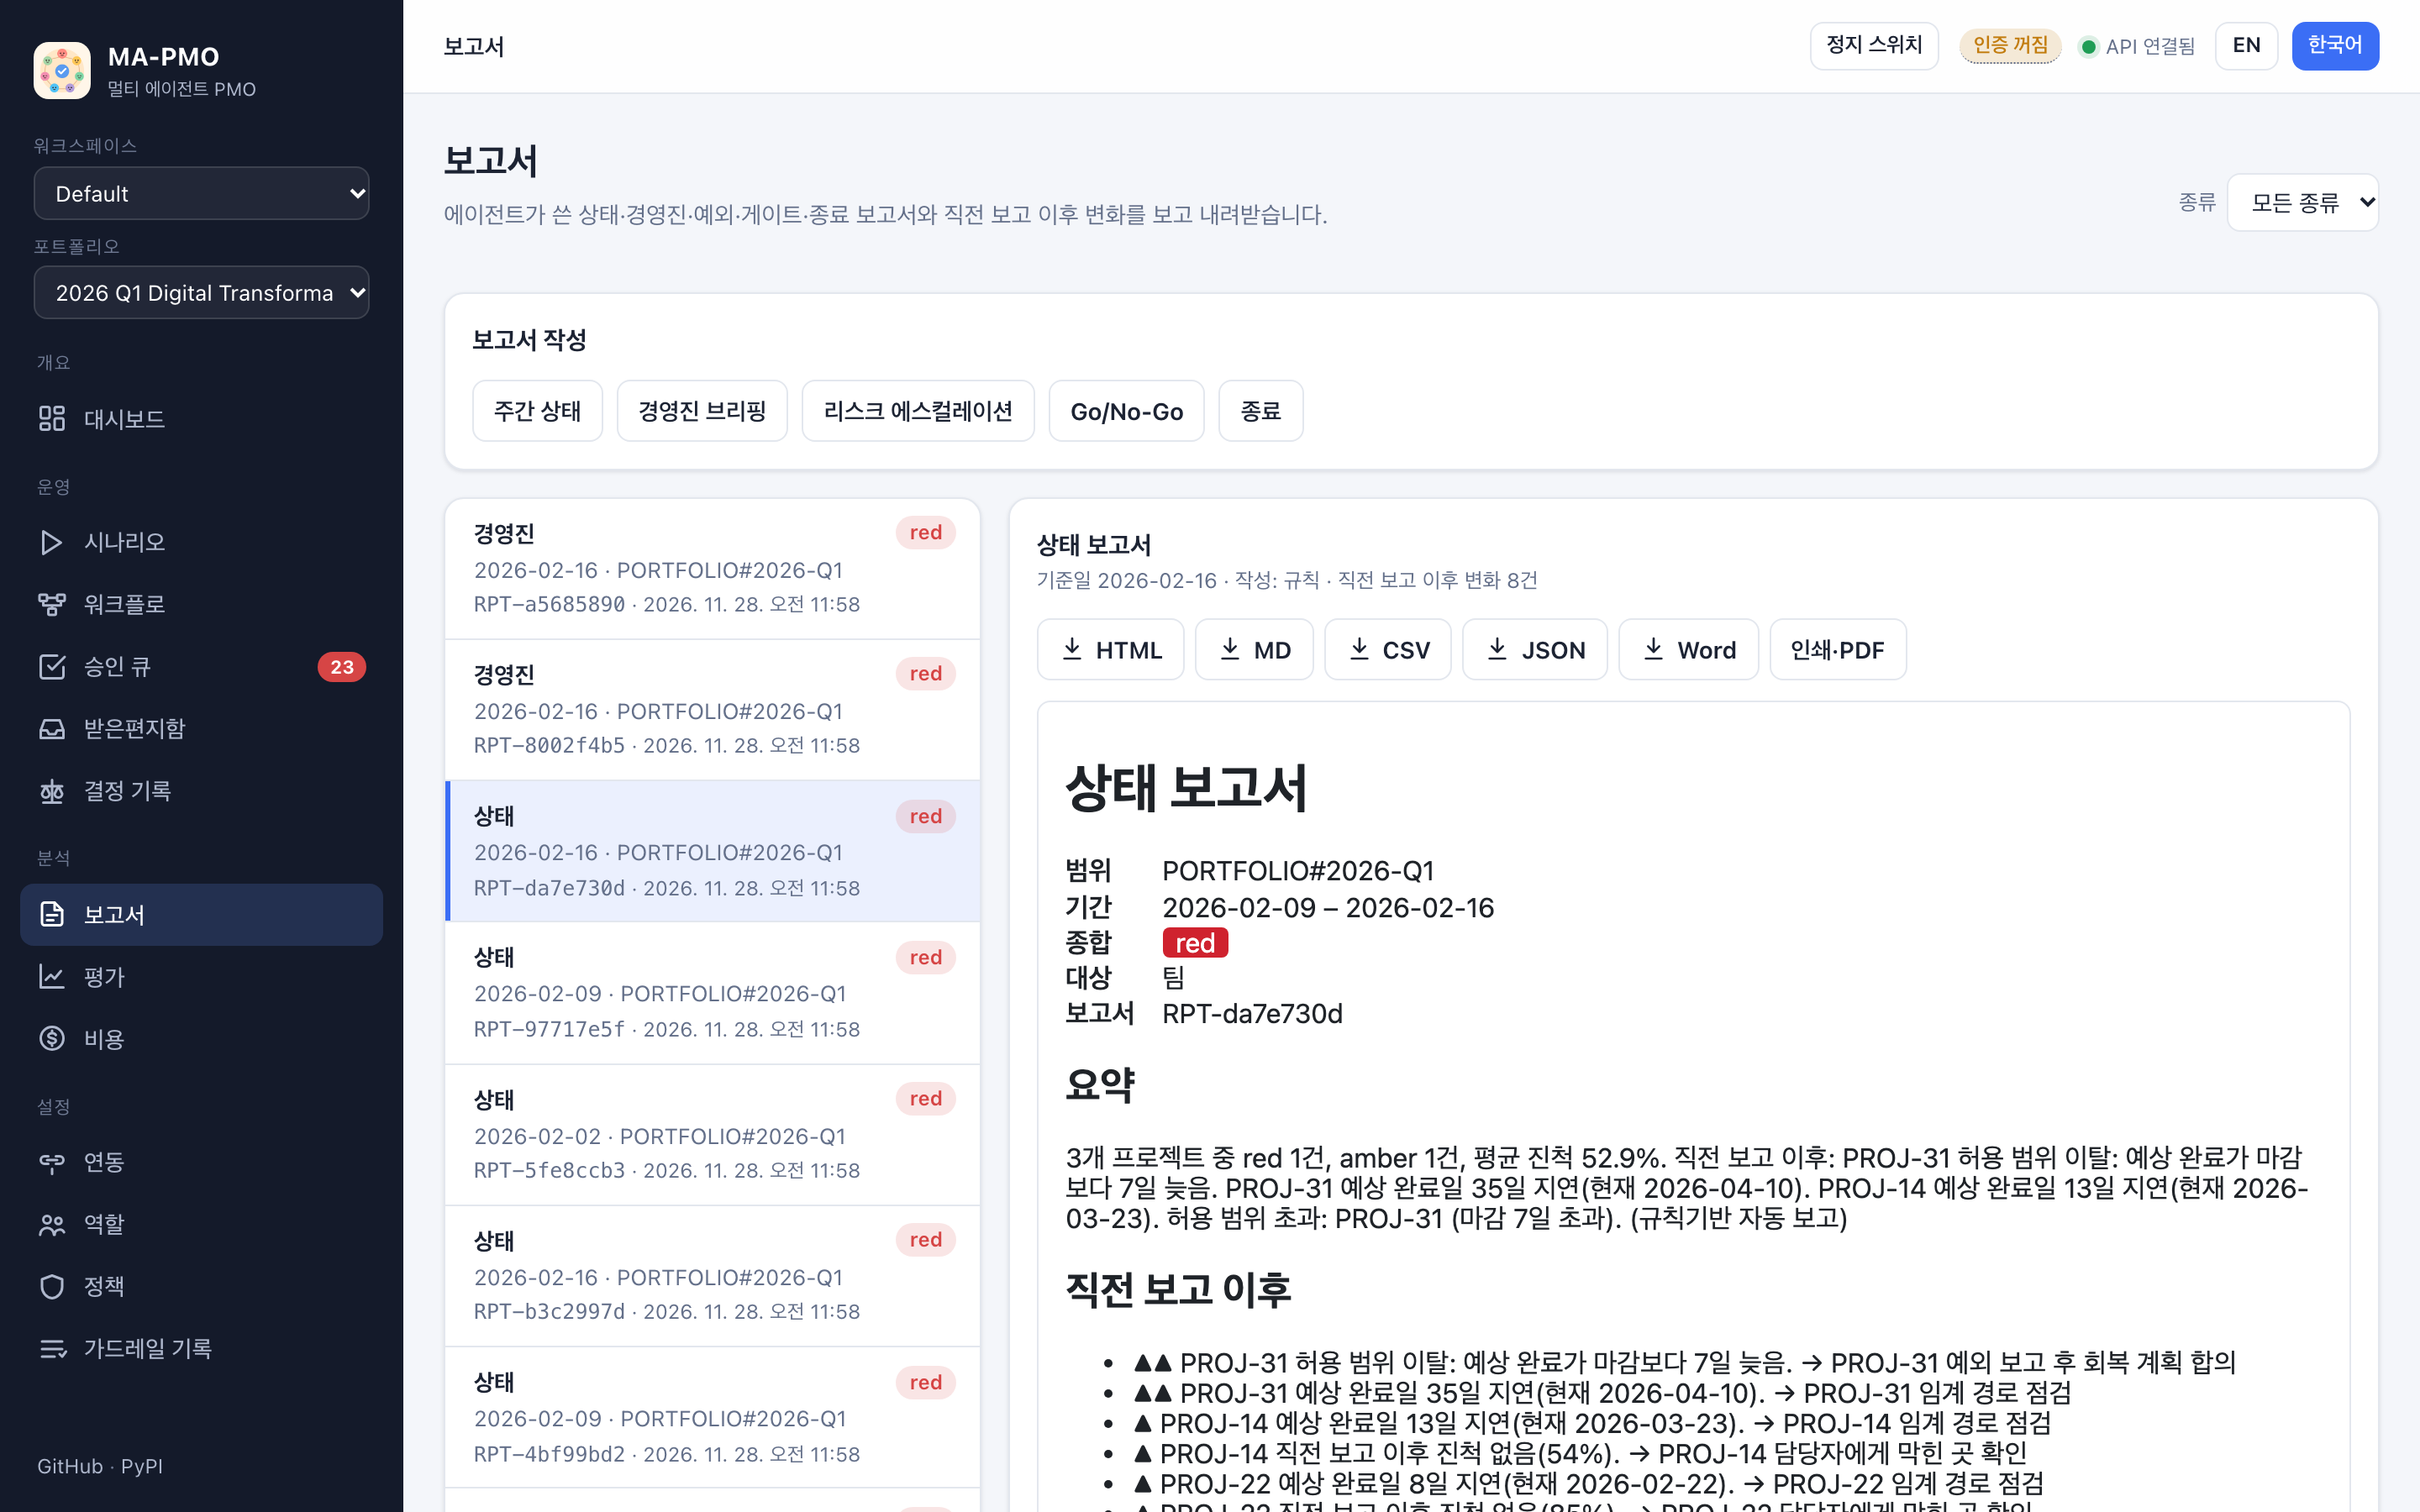 MA-PMO
멀티 에이전트 PMO
워크스페이스
Default
포트폴리오
2026 Q1 Digital Transforma
개요
대시보드
운영
시나리오
워크플로
승인 큐
23
받은편지함
결정 기록
분석
보고서
평가
비용
설정
연동
역할
정책
가드레일 기록
GitHub · PyPI
보고서
정지 스위치
인증 꺼짐
API 연결됨
EN
한국어
보고서
에이전트가 쓴 상태·경영진·예외·게이트·종료 보고서와 직전 보고 이후 변화를 보고 내려받습니다.
종류
모든 종류
보고서 작성
주간 상태
경영진 브리핑
리스크 에스컬레이션
Go/No-Go
종료
경영진
red
2026-02-16 · PORTFOLIO#2026-Q1
RPT-a5685890 · 2026. 11. 28. 오전 11:58
경영진
red
2026-02-16 · PORTFOLIO#2026-Q1
RPT-8002f4b5 · 2026. 11. 28. 오전 11:58
상태
red
2026-02-16 · PORTFOLIO#2026-Q1
RPT-da7e730d · 2026. 11. 28. 오전 11:58
상태
red
2026-02-09 · PORTFOLIO#2026-Q1
RPT-97717e5f · 2026. 11. 28. 오전 11:58
상태
red
2026-02-02 · PORTFOLIO#2026-Q1
RPT-5fe8ccb3 · 2026. 11. 28. 오전 11:58
상태
red
2026-02-16 · PORTFOLIO#2026-Q1
RPT-b3c2997d · 2026. 11. 28. 오전 11:58
상태
red
2026-02-09 · PORTFOLIO#2026-Q1
RPT-4bf99bd2 · 2026. 11. 28. 오전 11:58
상태 보고서
기준일 2026-02-16 · 작성: 규칙 · 직전 보고 이후 변화 8건
HTML
MD
CSV
JSON
Word
인쇄·PDF
상태 보고서
범위 PORTFOLIO#2026-Q1
기간 2026-02-09 – 2026-02-16
종합 red
대상 팀
보고서 RPT-da7e730d
요약
3개 프로젝트 중 red 1건, amber 1건, 평균 진척 52.9%. 직전 보고 이후: PROJ-31 허용 범위 이탈: 예상 완료가 마감
보다 7일 늦음. PROJ-31 예상 완료일 35일 지연(현재 2026-04-10). PROJ-14 예상 완료일 13일 지연(현재 2026-
03-23). 허용 범위 초과: PROJ-31 (마감 7일 초과). (규칙기반 자동 보고)
직전 보고 이후
• ▲▲ PROJ-31 허용 범위 이탈: 예상 완료가 마감보다 7일 늦음. → PROJ-31 예외 보고 후 회복 계획 합의
• ▲▲ PROJ-31 예상 완료일 35일 지연(현재 2026-04-10). → PROJ-31 임계 경로 점검
• ▲ PROJ-14 예상 완료일 13일 지연(현재 2026-03-23). → PROJ-14 임계 경로 점검
• ▲ PROJ-14 직전 보고 이후 진척 없음(54%). → PROJ-14 담당자에게 막힌 곳 확인
• ▲ PROJ-22 예상 완료일 8일 지연(현재 2026-02-22). → PROJ-22 임계 경로 점검
• ▲ PROJ-22 직전 보고 이후 진척 없음(85%). → PROJ-22 담당자에게 막힌 곳 확인